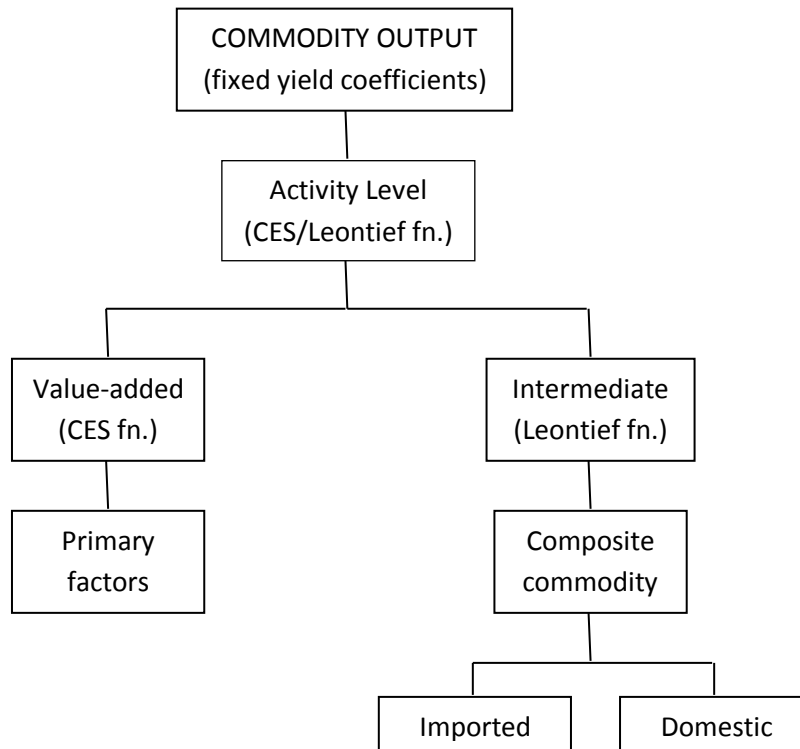 COMMODITY OUTPUT
(fixed yield coefficients)
Activity Level
(CES/Leontief fn.)
Value-added
(CES fn.)
Intermediate
(Leontief fn.)
Primary
factors
Composite
commodity
Imported
Domestic